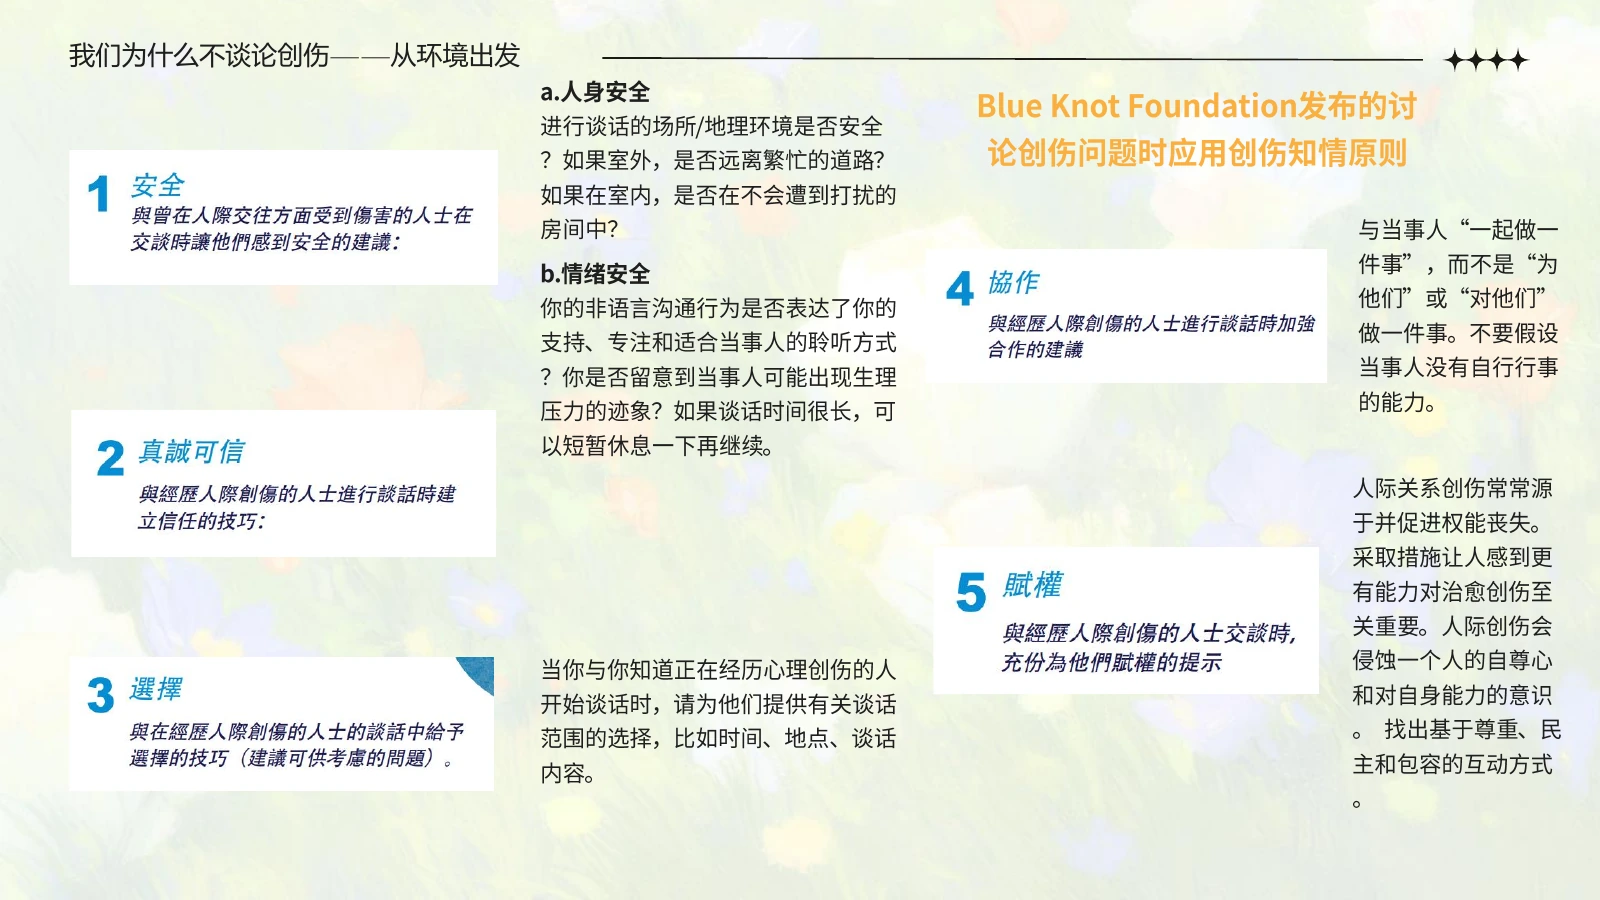 我们为什么不谈论创伤——从环境出发
Blue Knot Foundation发布的讨
论创伤问题时应用创伤知情原则
1 安全
與曾在人際交往方面受到傷害的人士在
交談時讓他們感到安全的建議：
a.人身安全
进行谈话的场所/地理环境是否安全
？如果室外，是否远离繁忙的道路？
如果在室内，是否在不会遭到打扰的
房间中？
b.情绪安全
你的非语言沟通行为是否表达了你的
支持、专注和适合当事人的聆听方式
？你是否留意到当事人可能出现生理
压力的迹象？如果谈话时间很长，可
以短暂休息一下再继续。
2 真誠可信
與經歷人際創傷的人士進行談話時建
立信任的技巧：
3 選擇
與在經歷人際創傷的人士的談話中給予
選擇的技巧（建議可供考慮的問題）。
当你与你知道正在经历心理创伤的人
开始谈话时，请为他们提供有关谈话
范围的选择，比如时间、地点、谈话
内容。
4 協作
與經歷人際創傷的人士進行談話時加強
合作的建議
与当事人“一起做一
件事”，而不是“为
他们”或“对他们”
做一件事。不要假设
当事人没有自行行事
的能力。
5 賦權
與經歷人際創傷的人士交談時,
充份為他們賦權的提示
人际关系创伤常常源
于并促进权能丧失。
采取措施让人感到更
有能力对治愈创伤至
关重要。人际创伤会
侵蚀一个人的自尊心
和对自身能力的意识
。 找出基于尊重、民
主和包容的互动方式
。